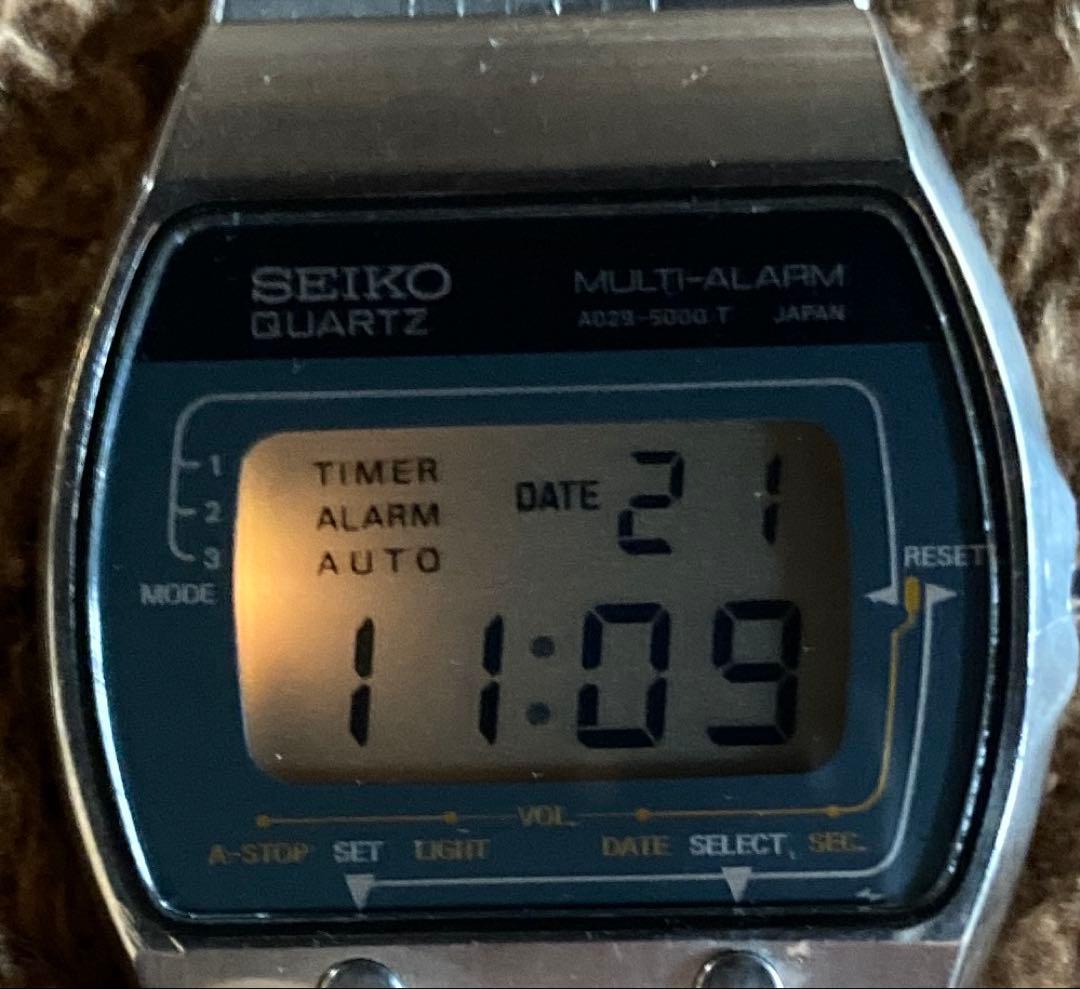 SEIKO
QUARTZ
MULTI-ALARM
A029-5000 T JAPAN
1
2
3
MODE
TIMER
ALARM
AUTO
DATE 21
11:09
RESET
VOL.
A-STOP SET LIGHT DATE SELECT SEC.